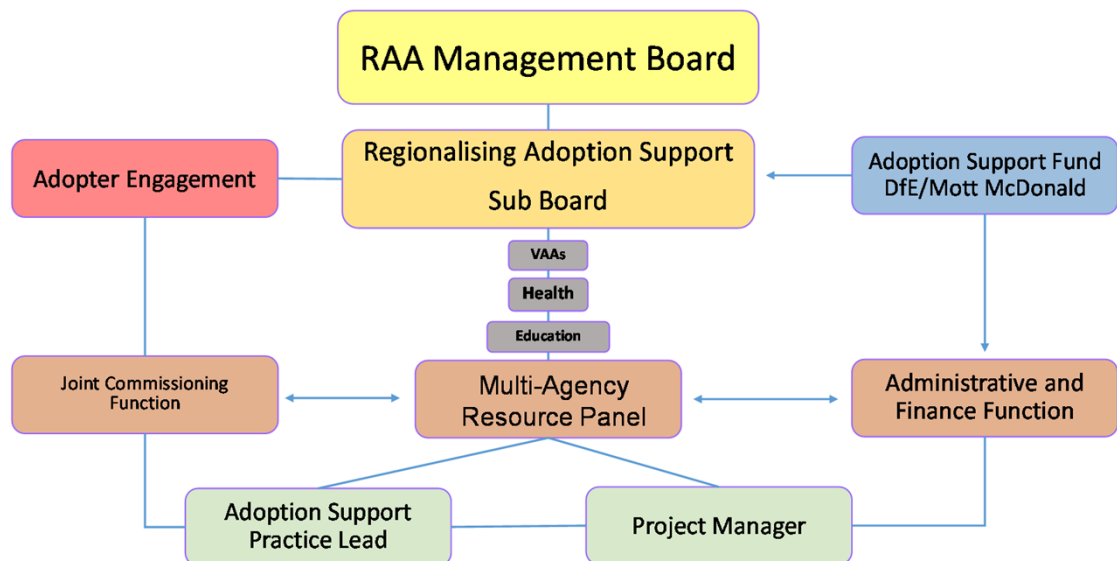 RAA Management Board
Regionalising Adoption Support
Sub Board
Adopter Engagement
Adoption Support Fund
DfE/Mott McDonald
VAAs
Health
Education
Joint Commissioning
Function
Multi-Agency
Resource Panel
Administrative and
Finance Function
Adoption Support
Practice Lead
Project Manager